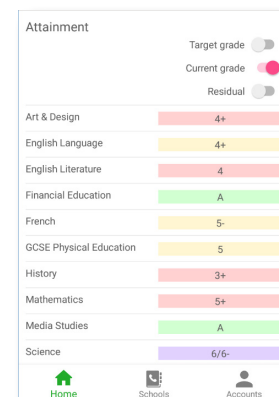 Attainment
Target grade
Current grade
Residual
Art & Design 4+
English Language 4+
English Literature 4
Financial Education A
French 5-
GCSE Physical Education 5
History 3+
Mathematics 5+
Media Studies A
Science 6/6-
Home Schools Accounts